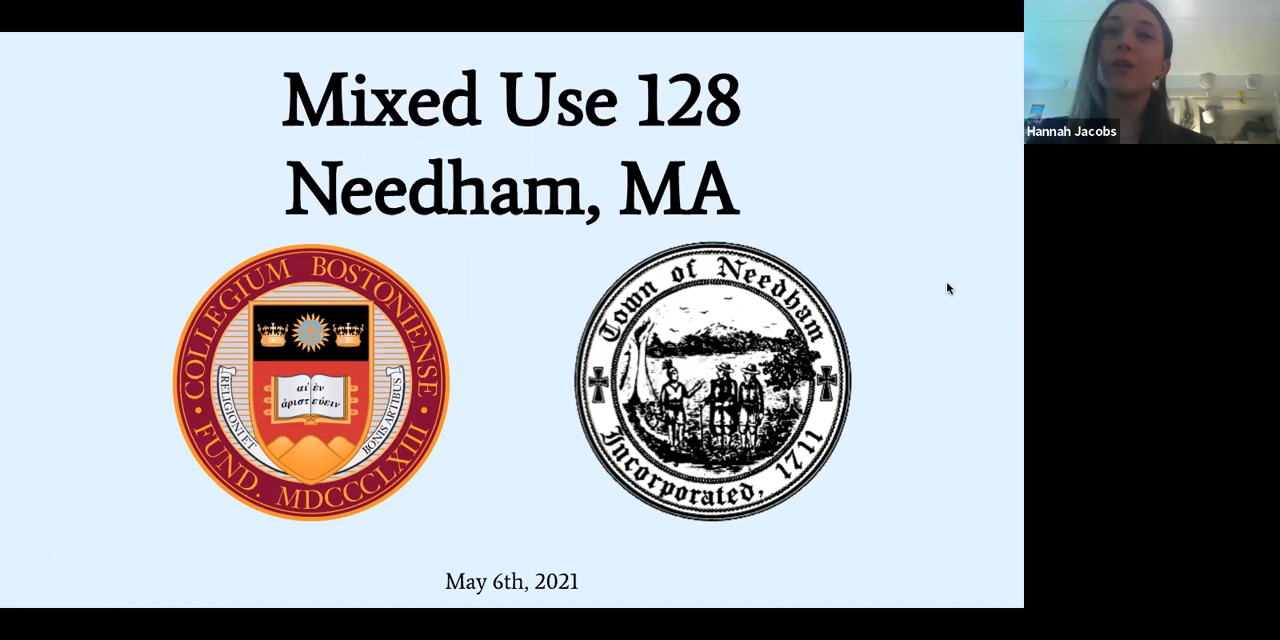 Mixed Use 128
Needham, MA
COLLEGIUM BOSTONIENSE
FUND. MDCCCLXIII
RELIGIONI ET
BONIS ARTIBUS
αἰὲν
ἀριστεύειν
Town of Needham
Incorporated, 1711
May 6th, 2021
Hannah Jacobs